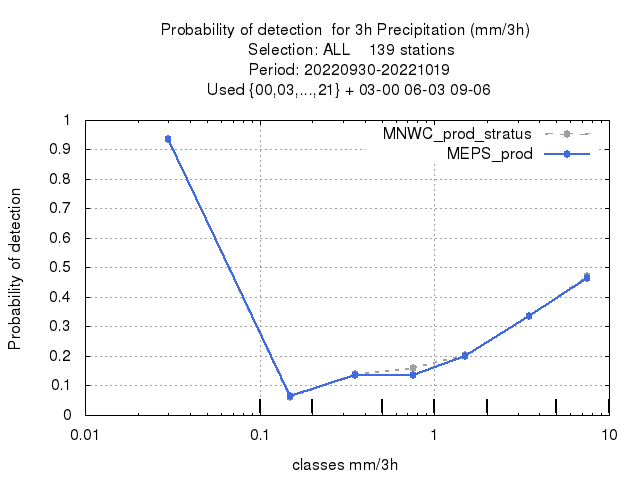 Probability of detection  for 3h Precipitation (mm/3h)
Selection: ALL    139 stations
Period: 20220930-20221019
Used {00,03,...,21} + 03-00 06-03 09-06
MNWC_prod_stratus
MEPS_prod
1
0.9
0.8
0.7
0.6
0.5
0.4
0.3
0.2
0.1
0
Probability of detection
0.01 0.1 1 10
classes mm/3h